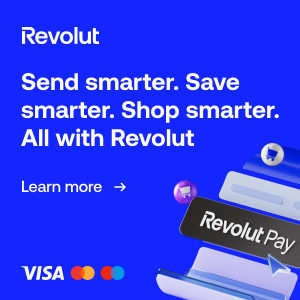 Revolut
Send smarter. Save
smarter. Shop smarter.
All with Revolut
Learn more →
Revolut Pay
VISA